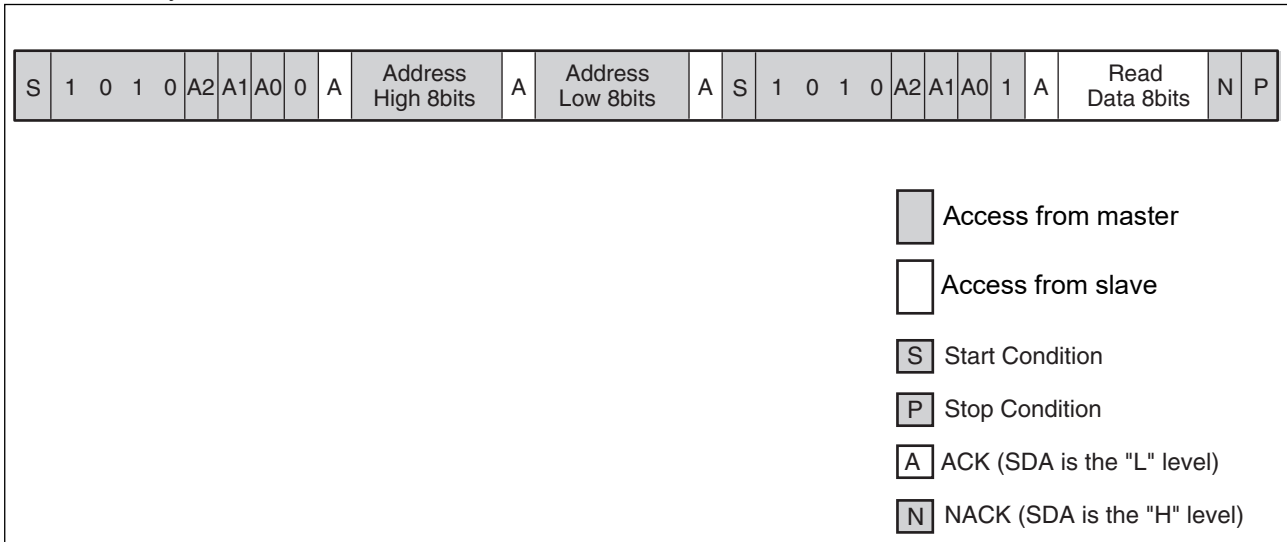 S 1 0 1 0 A2 A1 A0 0 A Address High 8bits A Address Low 8bits A S 1 0 1 0 A2 A1 A0 1 A Read Data 8bits N P
Access from master
Access from slave
S Start Condition
P Stop Condition
A ACK (SDA is the "L" level)
N NACK (SDA is the "H" level)